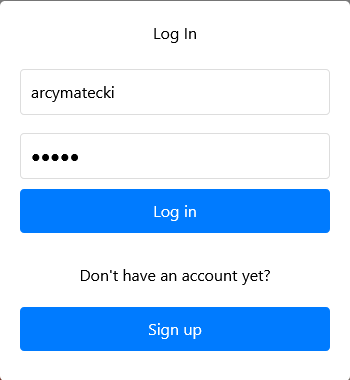 Log In
arcymatecki
●●●●●
Log in
Don't have an account yet?
Sign up